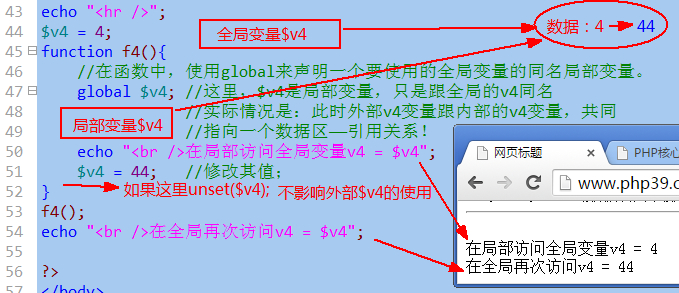 43 echo "<hr />";
44 $v4 = 4;
全局变量$v4
数据：4 44
45 function f4(){
46 //在函数中，使用global来声明一个要使用的全局变量的同名局部变量。
47 global $v4; //这里，$v4是局部变量，只是跟全局的v4同名
48 //实际情况是：此时外部v4变量跟内部的v4变量，共同
局部变量$v4
49 //指向一个数据区—引用关系！
50 echo "<br />在局部访问全局变量v4 = $v4";
51 $v4 = 44; //修改其值；
如果这里unset($v4); 不影响外部$v4的使用
52 }
53 f4();
54 echo "<br />在全局再次访问v4 = $v4";
55
56 ?>
57 </body>
网页标题
PHP核心
www.php39.c
在局部访问全局变量v4 = 4
在全局再次访问v4 = 44